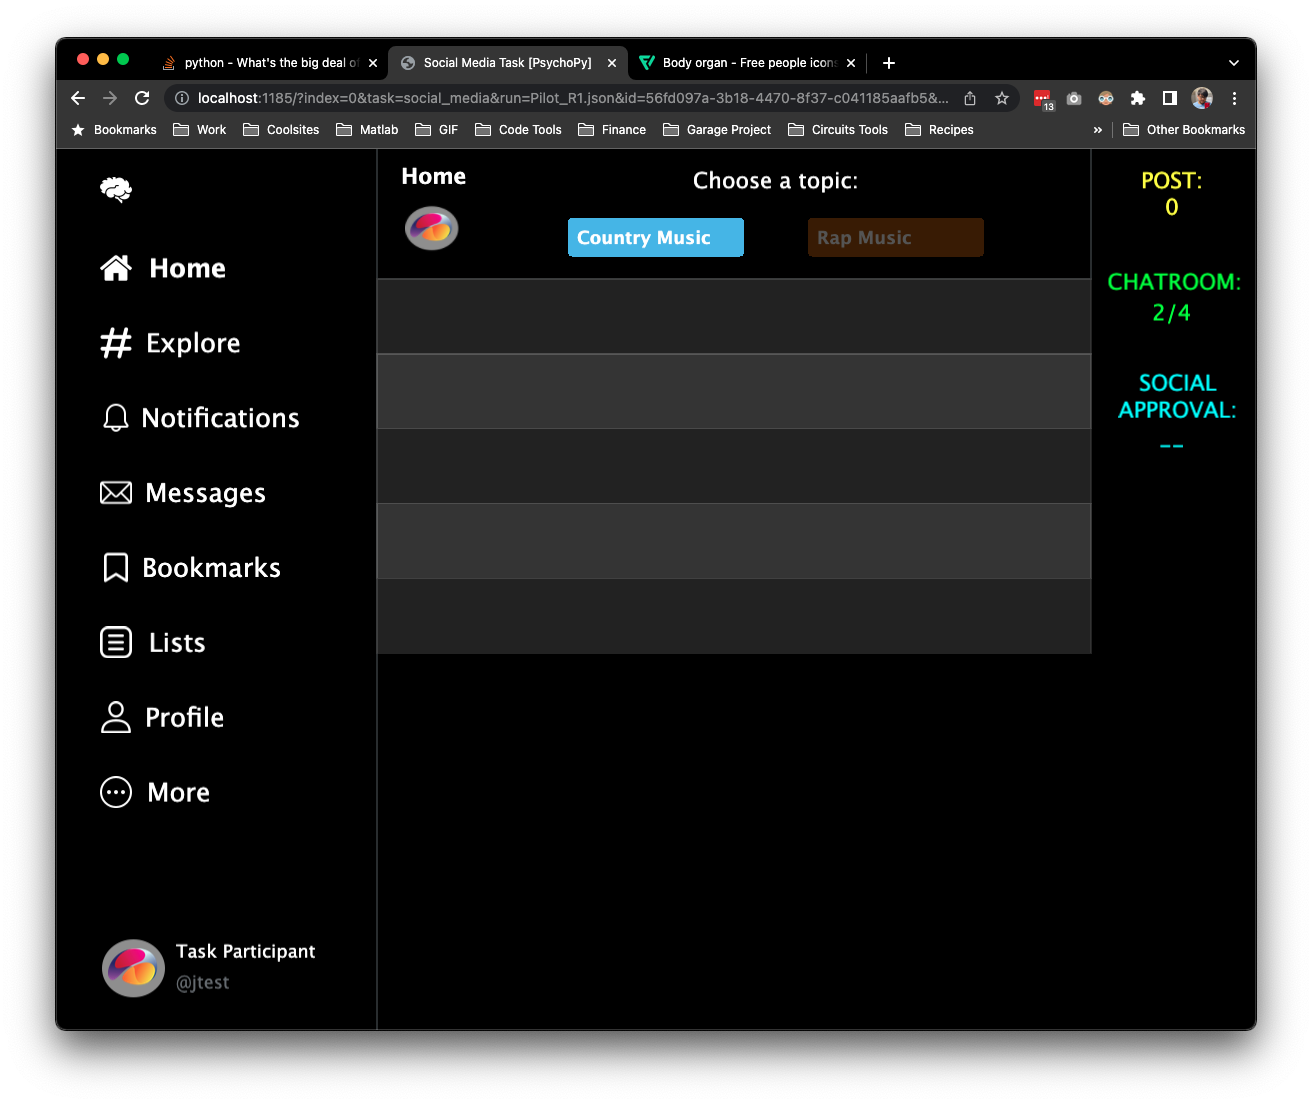 python - What's the big deal of
Social Media Task [PsychoPy]
Body organ - Free people icons
localhost:1185/?index=0&task=social_media&run=Pilot_R1.json&id=56fd097a-3b18-4470-8f37-c041185aafb5&...
13
Bookmarks Work Coolsites Matlab GIF Code Tools Finance Garage Project Circuits Tools Recipes » Other Bookmarks
Home
Choose a topic:
Country Music
Rap Music
POST:
0
CHATROOM:
2/4
SOCIAL
APPROVAL:
--
Home
Explore
Notifications
Messages
Bookmarks
Lists
Profile
More
Task Participant
@jtest